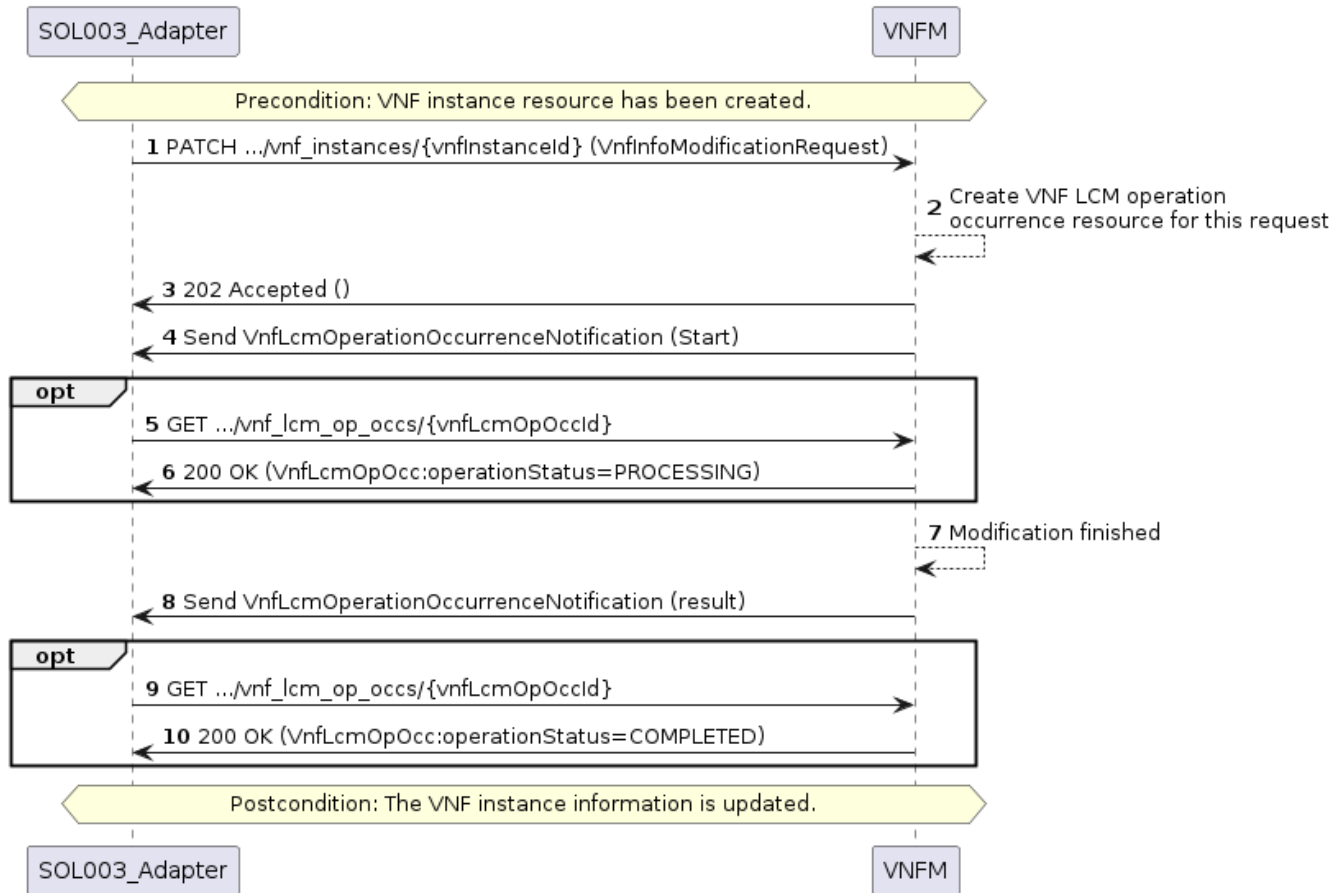 SOL003_Adapter VNFM
Precondition: VNF instance resource has been created.
1 PATCH .../vnf_instances/{vnfInstanceId} (VnfInfoModificationRequest)
2 Create VNF LCM operation
occurrence resource for this request
3 202 Accepted ()
4 Send VnfLcmOperationOccurrenceNotification (Start)
opt
5 GET .../vnf_lcm_op_occs/{vnfLcmOpOccId}
6 200 OK (VnfLcmOpOcc:operationStatus=PROCESSING)
7 Modification finished
8 Send VnfLcmOperationOccurrenceNotification (result)
opt
9 GET .../vnf_lcm_op_occs/{vnfLcmOpOccId}
10 200 OK (VnfLcmOpOcc:operationStatus=COMPLETED)
Postcondition: The VNF instance information is updated.
SOL003_Adapter VNFM